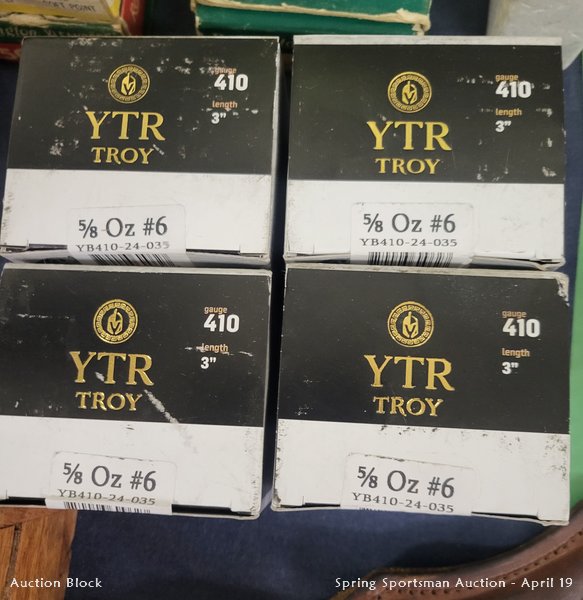 SOFT POINT
gauge
410
length
3"
YTR
TROY
5/8 Oz #6
YB410-24-035
gauge
410
length
3"
YTR
TROY
5/8 Oz #6
YB410-24-035
gauge
410
length
3"
YTR
TROY
5/8 Oz #6
YB410-24-035
gauge
410
length
3"
YTR
TROY
5/8 Oz #6
YB410-24-035
Auction Block
Spring Sportsman Auction - April 19